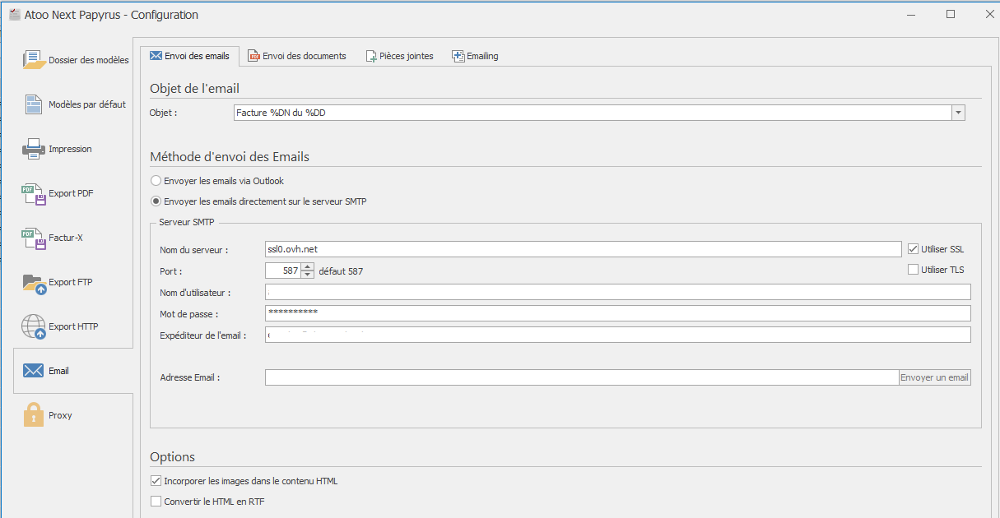 Atoo Next Papyrus - Configuration
Dossier des modèles
Modèles par défaut
Impression
Export PDF
Factur-X
Export FTP
Export HTTP
Email
Proxy
Envoi des emails
Envoi des documents
Pièces jointes
Emailing
Objet de l'email
Objet :
Facture %DN du %DD
Méthode d'envoi des Emails
Envoyer les emails via Outlook
Envoyer les emails directement sur le serveur SMTP
Serveur SMTP
Nom du serveur :
ssl0.ovh.net
Utiliser SSL
Port :
587
défaut 587
Utiliser TLS
Nom d'utilisateur :
Mot de passe :
**********
Expéditeur de l'email :
Adresse Email :
Envoyer un email
Options
Incorporer les images dans le contenu HTML
Convertir le HTML en RTF